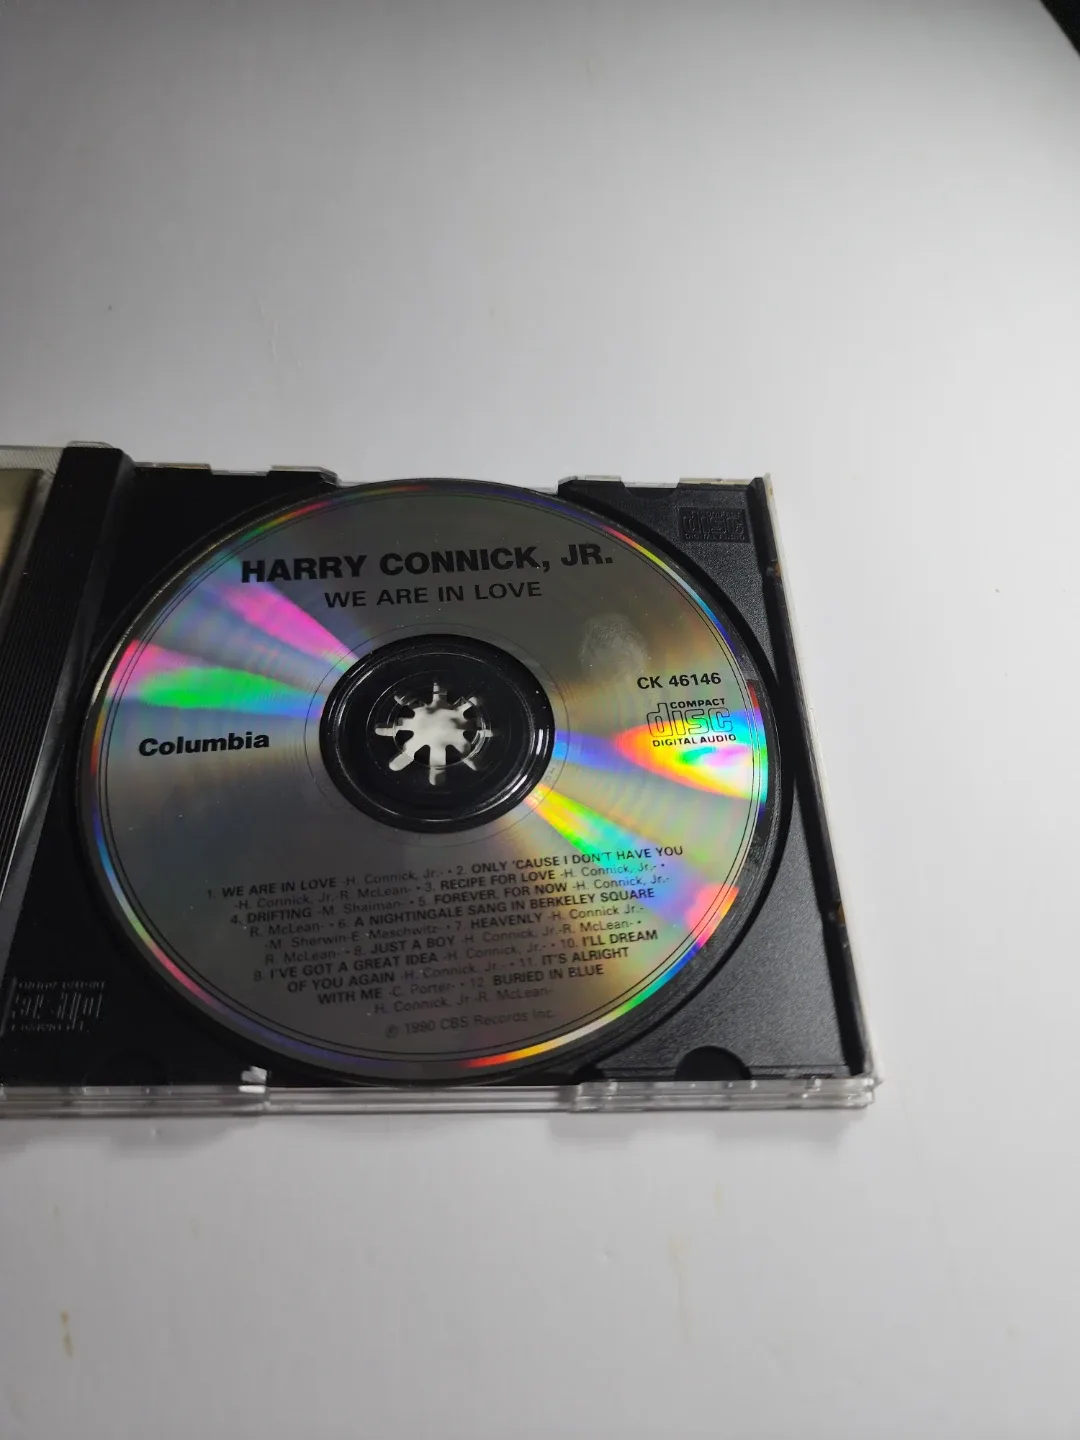 HARRY CONNICK, JR.
WE ARE IN LOVE
CK 46146
COMPACT
disc
DIGITAL AUDIO
Columbia
1. WE ARE IN LOVE -H. Connick, Jr.- • 2. ONLY 'CAUSE I DON'T HAVE YOU
-H. Connick, Jr.-R. McLean- • 3. RECIPE FOR LOVE -H. Connick, Jr.- •
4. DRIFTING -M. Shaiman- • 5. FOREVER, FOR NOW -H. Connick, Jr.-
R. McLean- • 6. A NIGHTINGALE SANG IN BERKELEY SQUARE
-M. Sherwin-E. Maschwitz- • 7. HEAVENLY -H. Connick Jr.-
R. McLean- • 8. JUST A BOY -H. Connick, Jr.-R. McLean- •
9. I'VE GOT A GREAT IDEA -H. Connick, Jr.- • 10. I'LL DREAM
OF YOU AGAIN -H. Connick, Jr.- • 11. IT'S ALRIGHT
WITH ME -C. Porter- • 12. BURIED IN BLUE
-H. Connick, Jr.-R. McLean-
℗ 1990 CBS Records Inc.